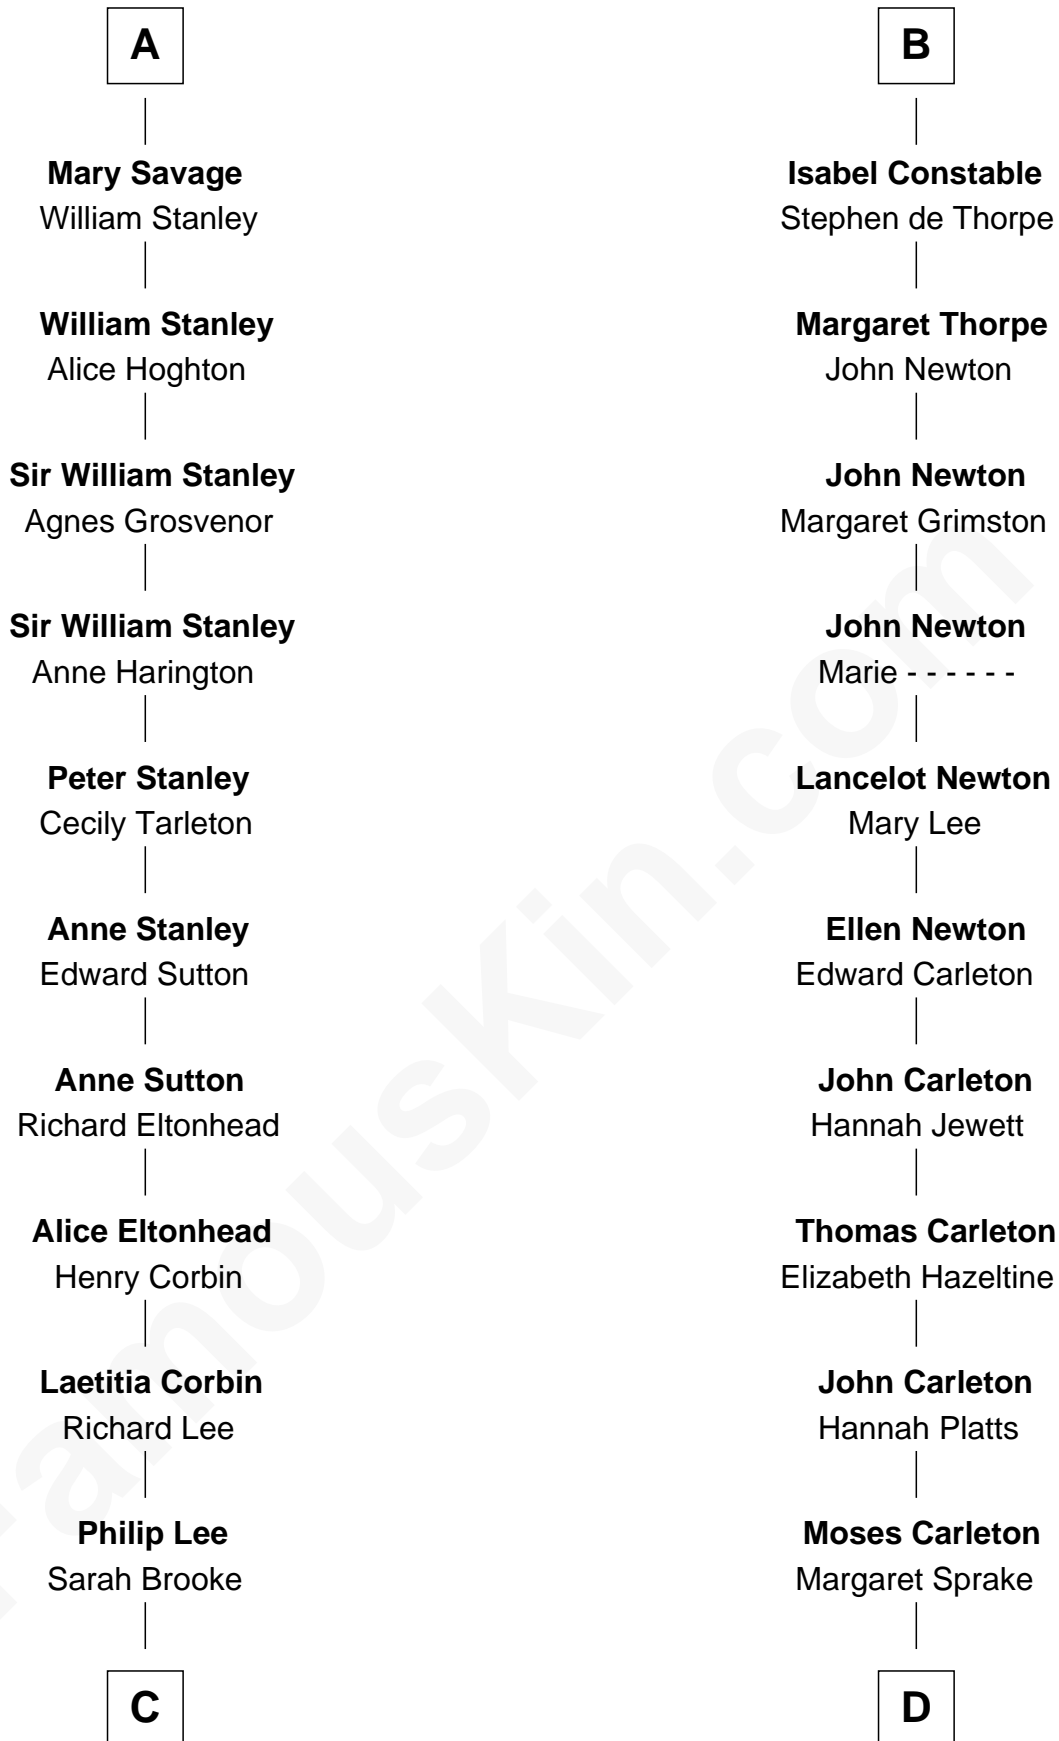 A
Mary Savage
William Stanley
William Stanley
Alice Hoghton
Sir William Stanley
Agnes Grosvenor
Sir William Stanley
Anne Harington
Peter Stanley
Cecily Tarleton
Anne Stanley
Edward Sutton
Anne Sutton
Richard Eltonhead
Alice Eltonhead
Henry Corbin
Laetitia Corbin
Richard Lee
Philip Lee
Sarah Brooke
C
B
Isabel Constable
Stephen de Thorpe
Margaret Thorpe
John Newton
John Newton
Margaret Grimston
John Newton
Marie - - - - - -
Lancelot Newton
Mary Lee
Ellen Newton
Edward Carleton
John Carleton
Hannah Jewett
Thomas Carleton
Elizabeth Hazeltine
John Carleton
Hannah Platts
Moses Carleton
Margaret Sprake
D
FamousKin.com